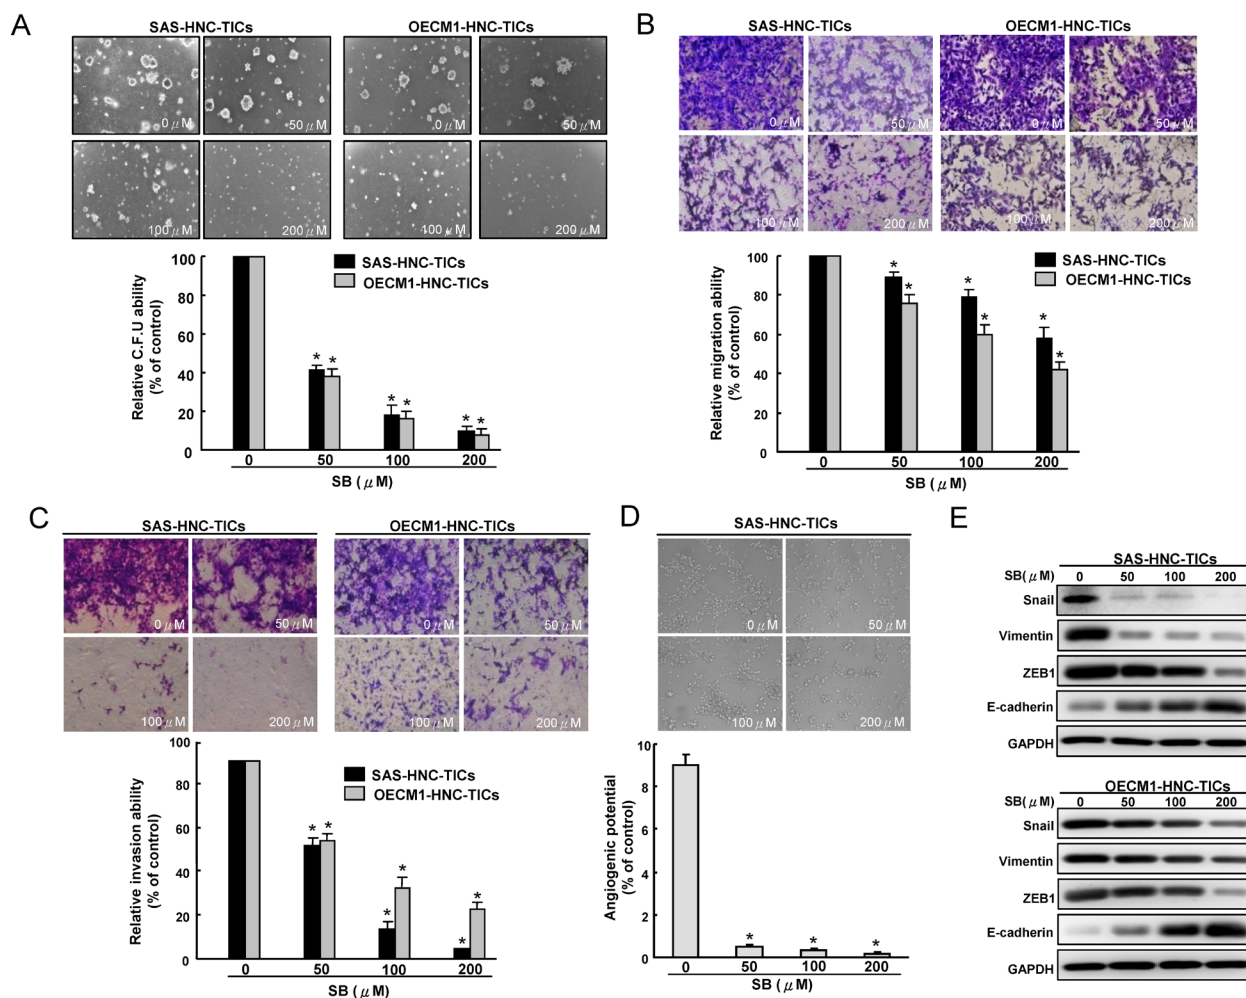 A
SAS-HNC-TICs
OECM1-HNC-TICs
0 μM
50 μM
0 μM
50 μM
100 μM
200 μM
100 μM
200 μM
Relative C.F.U ability
(% of control)
100
80
60
40
20
0
SAS-HNC-TICs
OECM1-HNC-TICs
* *
* *
* *
0 50 100 200
SB (μM)
B
SAS-HNC-TICs
OECM1-HNC-TICs
0 μM
50 μM
0 μM
50 μM
100 μM
200 μM
100 μM
200 μM
Relative migration ability
(% of control)
100
80
60
40
20
0
SAS-HNC-TICs
OECM1-HNC-TICs
* *
* *
* *
0 50 100 200
SB (μM)
C
SAS-HNC-TICs
OECM1-HNC-TICs
0 μM
50 μM
0 μM
50 μM
100 μM
200 μM
100 μM
200 μM
Relative invasion ability
(% of control)
100
80
60
40
20
0
SAS-HNC-TICs
OECM1-HNC-TICs
* *
* *
* *
0 50 100 200
SB (μM)
D
SAS-HNC-TICs
0 μM
50 μM
100 μM
200 μM
Angiogenic potential
(% of control)
10
8
6
4
2
0
* * *
0 50 100 200
SB (μM)
E
SAS-HNC-TICs
SB(μM) 0 50 100 200
Snail
Vimentin
ZEB1
E-cadherin
GAPDH
OECM1-HNC-TICs
SB(μM) 0 50 100 200
Snail
Vimentin
ZEB1
E-cadherin
GAPDH